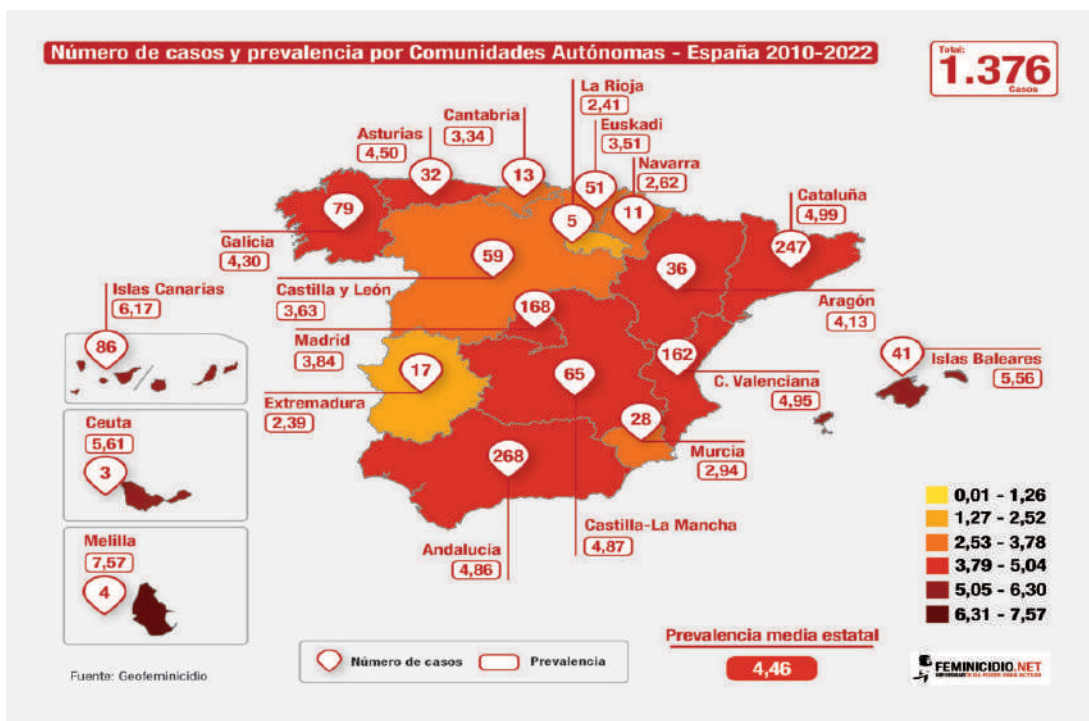 Número de casos y prevalencia por Comunidades Autónomas - España 2010-2022
Total:
1.376
Casos
La Rioja
2,41
5
Cantabria
3,34
13
Euskadi
3,51
51
Asturias
4,50
32
Navarra
2,62
11
Cataluña
4,99
247
79
Galicia
4,30
59
Castilla y León
3,63
36
Aragón
4,13
Islas Canarias
6,17
86
168
Madrid
3,84
162
C. Valenciana
4,95
41
Islas Baleares
5,56
17
Extremadura
2,39
65
Castilla-La Mancha
4,87
28
Murcia
2,94
Ceuta
5,61
3
268
Andalucía
4,86
Melilla
7,57
4
0,01 - 1,26
1,27 - 2,52
2,53 - 3,78
3,79 - 5,04
5,05 - 6,30
6,31 - 7,57
Prevalencia media estatal
4,46
Número de casos
Prevalencia
Fuente: Geofeminicidio
FEMINICIDIO.NET